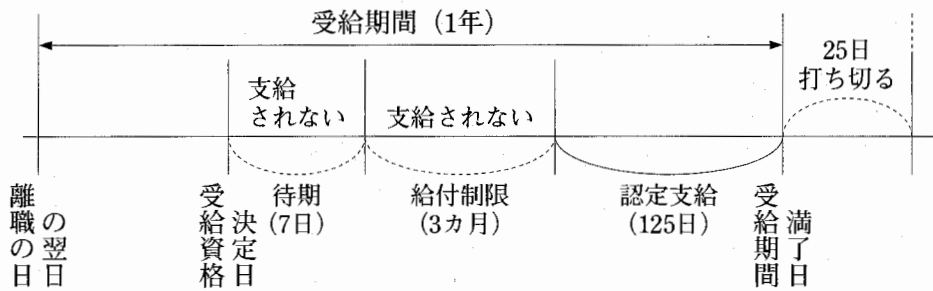 受給期間（1年）
25日
打ち切る
支給
されない
支給されない
離職の日
の翌日
受給資格
決定日
待期
（7日）
給付制限
（3カ月）
認定支給
（125日）
受給期間
満了日